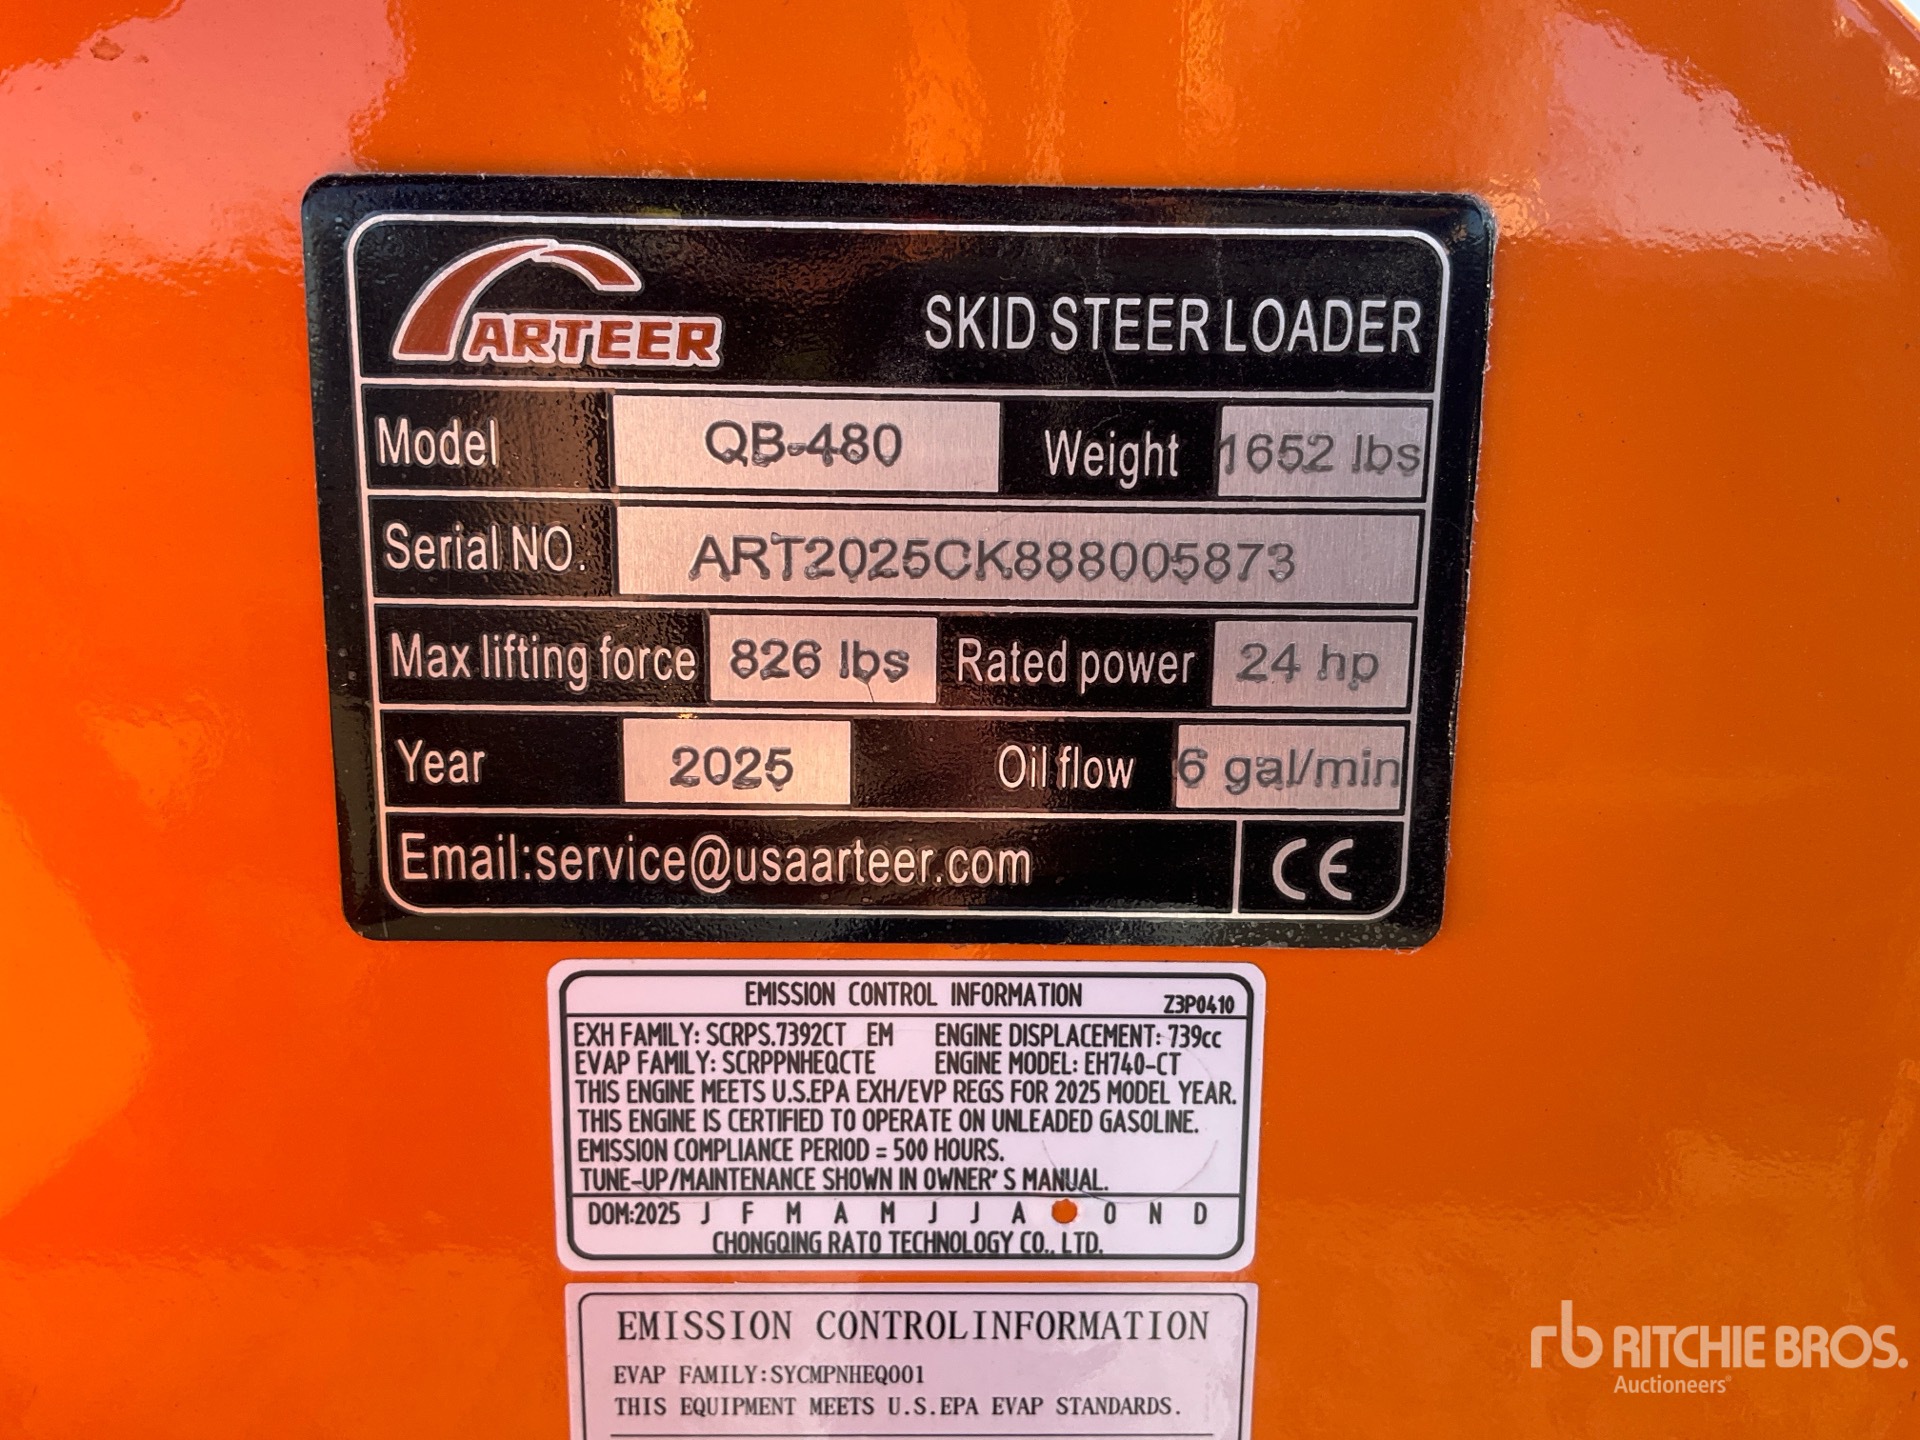 ARTEER
SKID STEER LOADER
Model QB-480 Weight 1652 lbs
Serial NO. ART2025CK888005873
Max lifting force 826 lbs Rated power 24 hp
Year 2025 Oil flow 6 gal/min
Email:service@usaarteer.com CE
EMISSION CONTROL INFORMATION Z3P0410
EXH FAMILY: SCRPS.7392CT EM ENGINE DISPLACEMENT: 739cc
EVAP FAMILY: SCRPPNHEQCTE ENGINE MODEL: EH740-CT
THIS ENGINE MEETS U.S.EPA EXH/EVP REGS FOR 2025 MODEL YEAR.
THIS ENGINE IS CERTIFIED TO OPERATE ON UNLEADED GASOLINE.
EMISSION COMPLIANCE PERIOD = 500 HOURS.
TUNE-UP/MAINTENANCE SHOWN IN OWNER' S MANUAL.
DOM:2025 J F M A M J J A O N D
CHONGQING RATO TECHNOLOGY CO., LTD.
EMISSION CONTROLINFORMATION
EVAP FAMILY:SYCMPNHEQ001
THIS EQUIPMENT MEETS U.S.EPA EVAP STANDARDS.
rb RITCHIE BROS.
Auctioneers